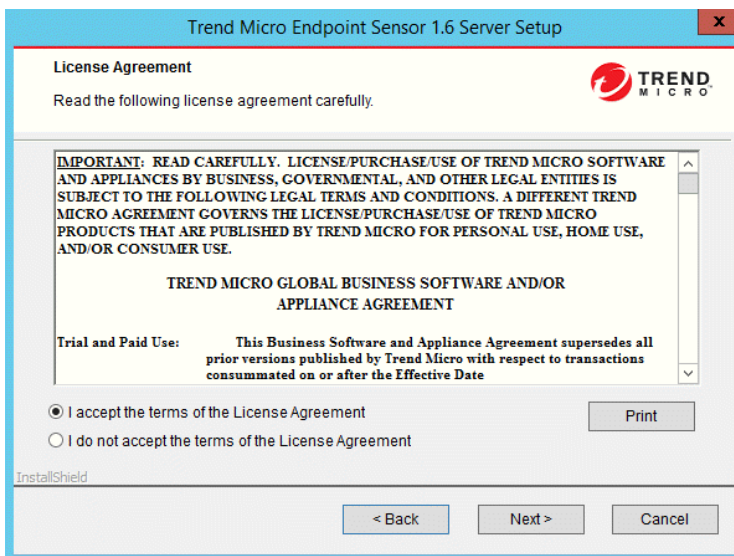 Trend Micro Endpoint Sensor 1.6 Server Setup
x
License Agreement
Read the following license agreement carefully.
TREND
MICRO
IMPORTANT: READ CAREFULLY. LICENSE/PURCHASE/USE OF TREND MICRO SOFTWARE
AND APPLIANCES BY BUSINESS, GOVERNMENTAL, AND OTHER LEGAL ENTITIES IS
SUBJECT TO THE FOLLOWING LEGAL TERMS AND CONDITIONS. A DIFFERENT TREND
MICRO AGREEMENT GOVERNS THE LICENSE/PURCHASE/USE OF TREND MICRO
PRODUCTS THAT ARE PUBLISHED BY TREND MICRO FOR PERSONAL USE, HOME USE,
AND/OR CONSUMER USE.
TREND MICRO GLOBAL BUSINESS SOFTWARE AND/OR
APPLIANCE AGREEMENT
Trial and Paid Use: This Business Software and Appliance Agreement supersedes all
prior versions published by Trend Micro with respect to transactions
consummated on or after the Effective Date
I accept the terms of the License Agreement
Print
I do not accept the terms of the License Agreement
InstallShield
< Back
Next >
Cancel